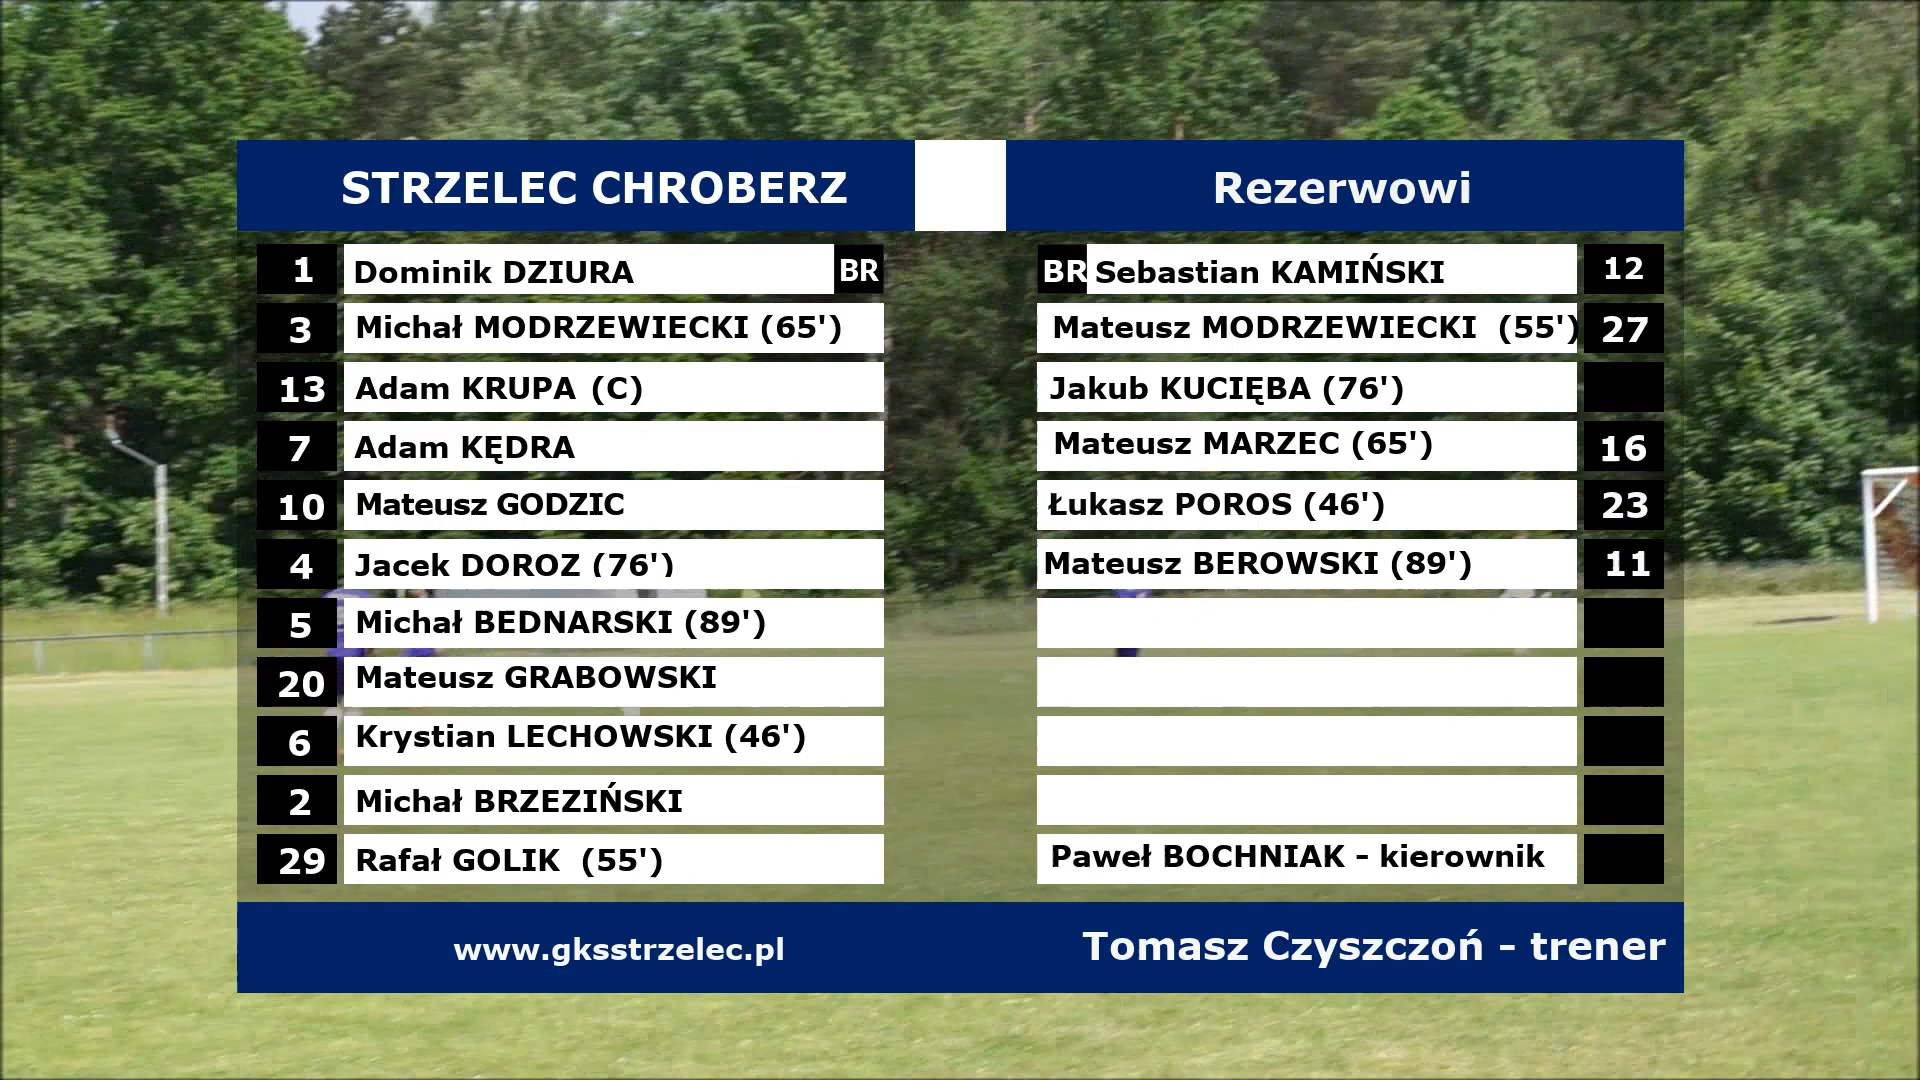 STRZELEC CHROBERZ
1 Dominik DZIURA BR
3 Michał MODRZEWIECKI (65')
13 Adam KRUPA (C)
7 Adam KĘDRA
10 Mateusz GODZIC
4 Jacek DOROZ (76')
5 Michał BEDNARSKI (89')
20 Mateusz GRABOWSKI
6 Krystian LECHOWSKI (46')
2 Michał BRZEZIŃSKI
29 Rafał GOLIK (55')
www.gksstrzelec.pl
Rezerwowi
BR Sebastian KAMIŃSKI 12
Mateusz MODRZEWIECKI (55') 27
Jakub KUCIĘBA (76')
Mateusz MARZEC (65') 16
Łukasz POROS (46') 23
Mateusz BEROWSKI (89') 11
Paweł BOCHNIAK - kierownik
Tomasz Czyszczoń - trener